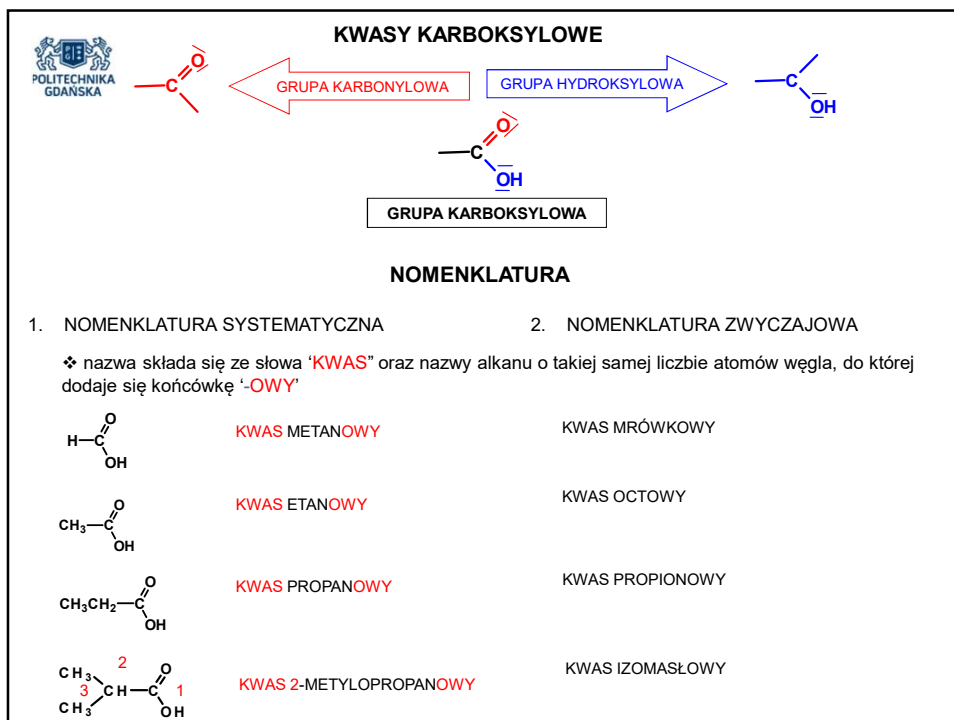 KWASY KARBOKSYLOWE
POLITECHNIKA
GDAŃSKA
O
C
GRUPA KARBONYLOWA
GRUPA HYDROKSYLOWA
C
OH
O
C
OH
GRUPA KARBOKSYLOWA
NOMENKLATURA
1. NOMENKLATURA SYSTEMATYCZNA
2. NOMENKLATURA ZWYCZAJOWA
❖ nazwa składa się ze słowa ‘KWAS” oraz nazwy alkanu o takiej samej liczbie atomów węgla, do której
dodaje się końcówkę ‘-OWY’
O
H C
OH
KWAS METANOWY
KWAS MRÓWKOWY
O
CH₃ C
OH
KWAS ETANOWY
KWAS OCTOWY
O
CH₃CH₂ C
OH
KWAS PROPANOWY
KWAS PROPIONOWY
2 O
CH₃
3 CH C 1
CH₃ OH
KWAS 2-METYLOPROPANOWY
KWAS IZOMASŁOWY